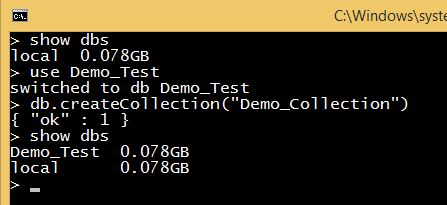 C:\Windows\syste
> show dbs
local  0.078GB
> use Demo_Test
switched to db Demo_Test
> db.createCollection("Demo_Collection")
{ "ok" : 1 }
> show dbs
Demo_Test  0.078GB
local      0.078GB
> _